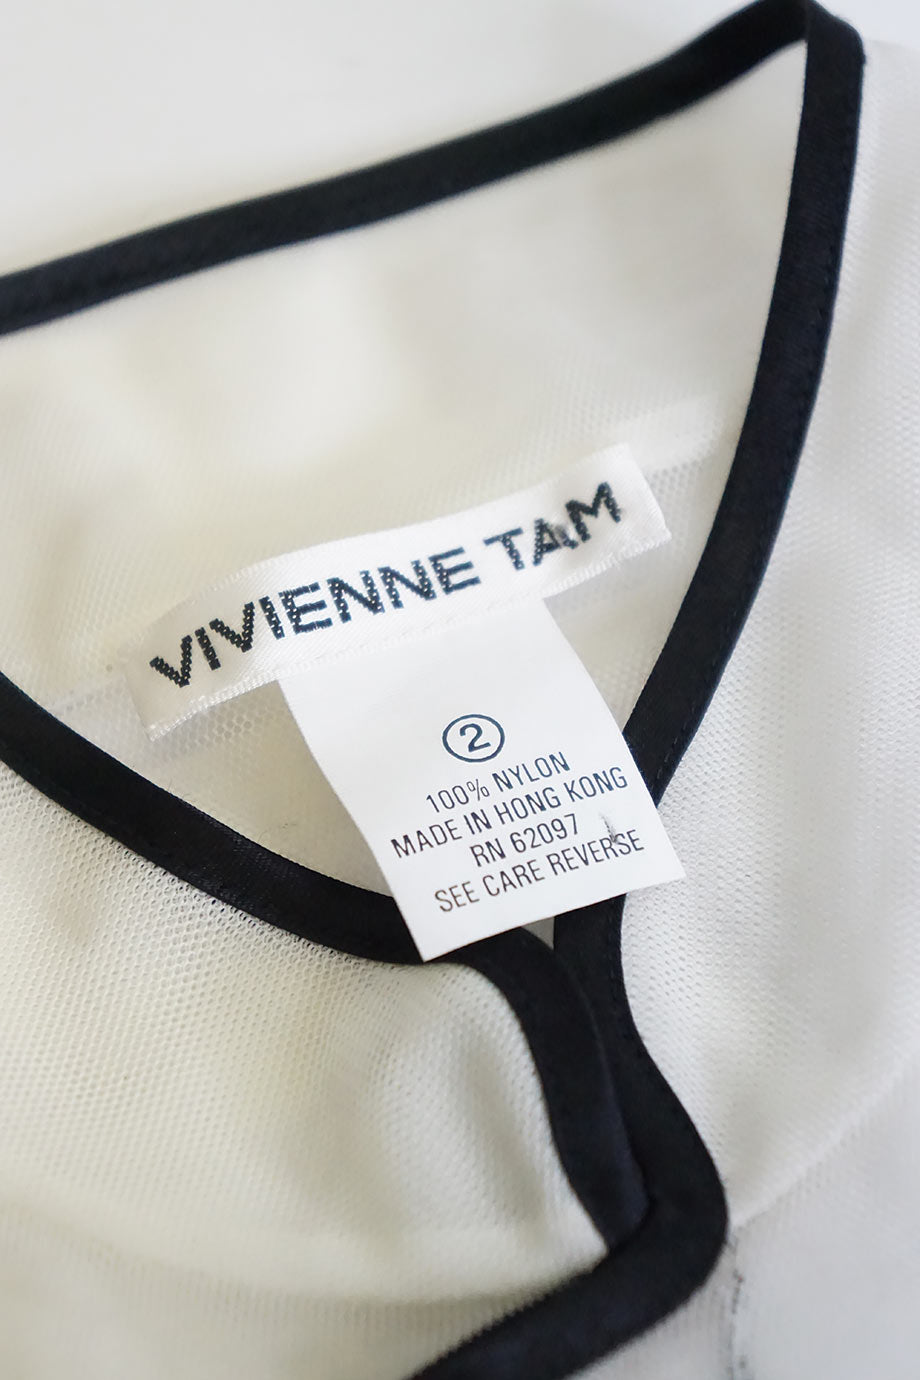 VIVIENNE TAM
2
100% NYLON
MADE IN HONG KONG
RN 62097
SEE CARE REVERSE